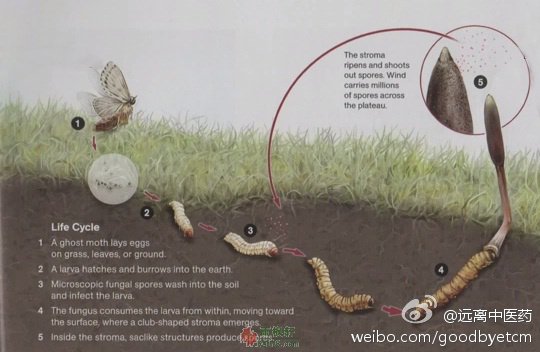 The stroma
ripens and shoots
out spores. Wind
carries millions
of spores across
the plateau.
5
1
2
3
4
Life Cycle
1 A ghost moth lays eggs
on grass, leaves, or ground.
2 A larva hatches and burrows into the earth.
3 Microscopic fungal spores wash into the soil
and infect the larva.
4 The fungus consumes the larva from within, moving toward
the surface, where a club-shaped stroma emerges.
5 Inside the stroma, saclike structures produce
@远离中医药
weibo.com/goodbyetcm